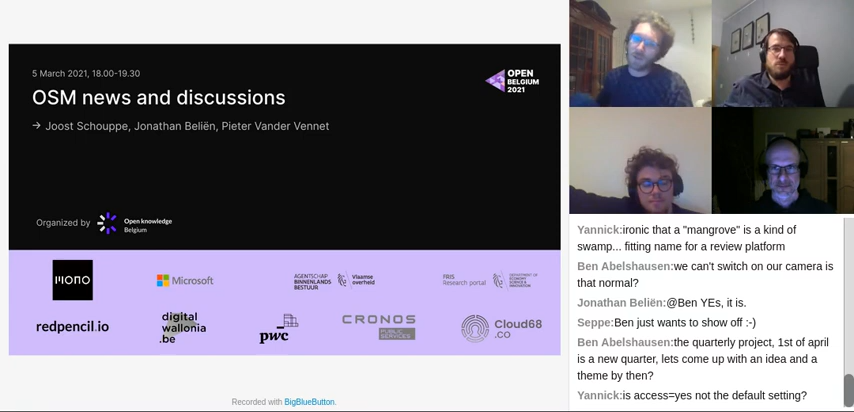 5 March 2021, 18.00-19.30
OSM news and discussions
→ Joost Schouppe, Jonathan Beliën, Pieter Vander Vennet
OPEN
BELGIUM
2021
Organized by
Open knowledge
Belgium
MONO
Microsoft
AGENTSCHAP
BINNENLANDS
BESTUUR
Vlaamse
overheid
FRIS
Research portal
DEPARTMENT OF
ECONOMY
SCIENCE &
INNOVATION
redpencil.io
digital
wallonia
.be
pwc
CRONOS
PUBLIC
SERVICES
Cloud68
.CO
Recorded with BigBlueButton.
Yannick:ironic that a "mangrove" is a kind of
swamp... fitting name for a review platform
Ben Abelshausen:we can't switch on our camera is
that normal?
Jonathan Beliën:@Ben YEs, it is.
Seppe:Ben just wants to show off :-)
Ben Abelshausen:the quarterly project, 1st of april
is a new quarter, lets come up with an idea and a
theme by then?
Yannick:is access=yes not the default setting?